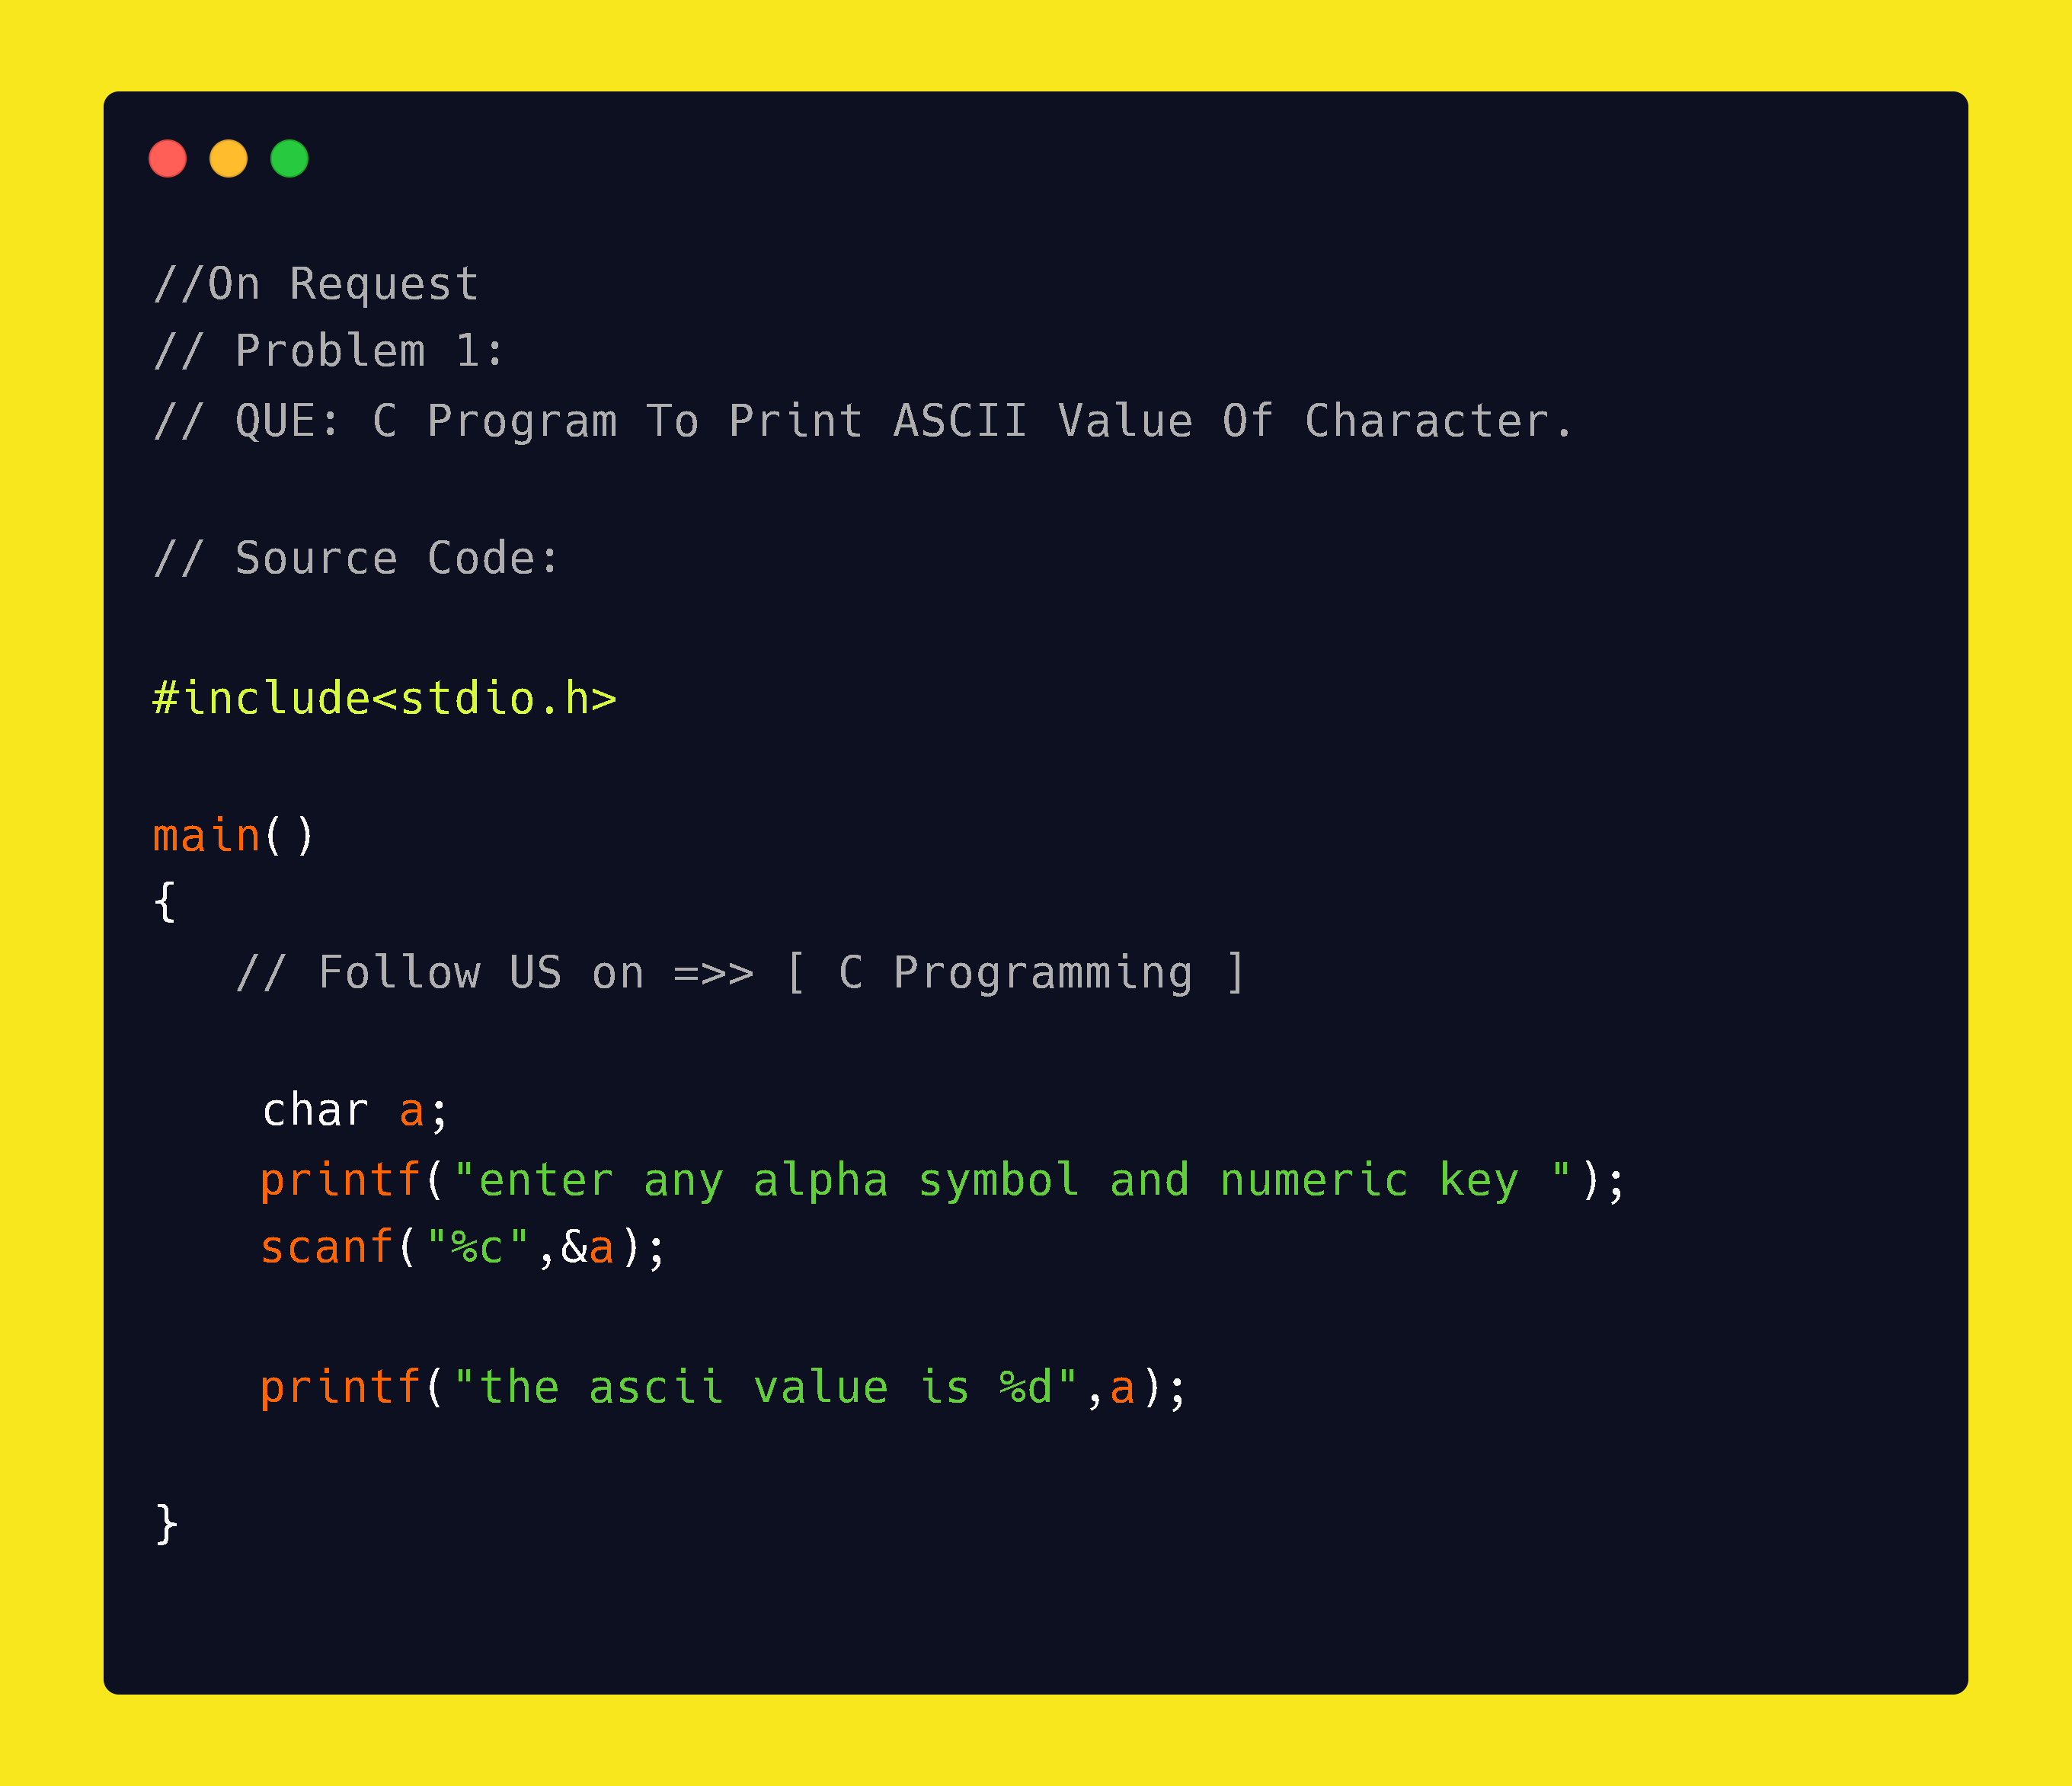 //On Request
// Problem 1:
// QUE: C Program To Print ASCII Value Of Character.
// Source Code:
#include<stdio.h>
main()
{
// Follow US on =>> [ C Programming ]
char a;
printf("enter any alpha symbol and numeric key ");
scanf("%c",&a);
printf("the ascii value is %d",a);
}